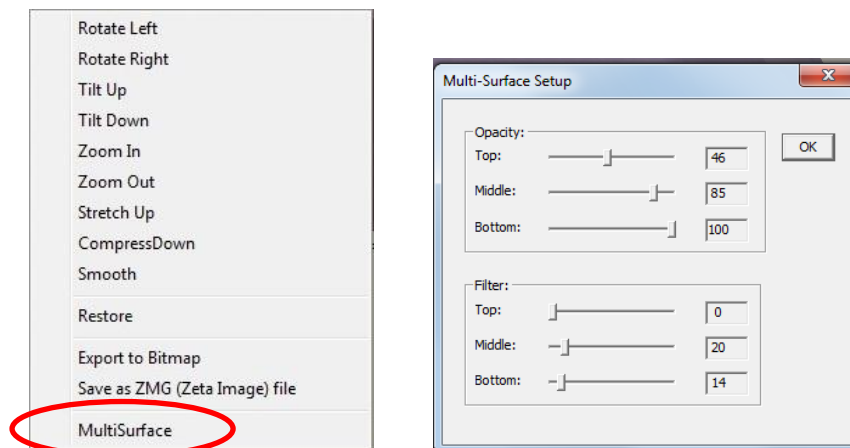 Rotate Left
Rotate Right
Tilt Up
Tilt Down
Zoom In
Zoom Out
Stretch Up
CompressDown
Smooth
Restore
Export to Bitmap
Save as ZMG (Zeta Image) file
MultiSurface
Multi-Surface Setup
Opacity:
Top: 46
Middle: 85
Bottom: 100
OK
Filter:
Top: 0
Middle: 20
Bottom: 14